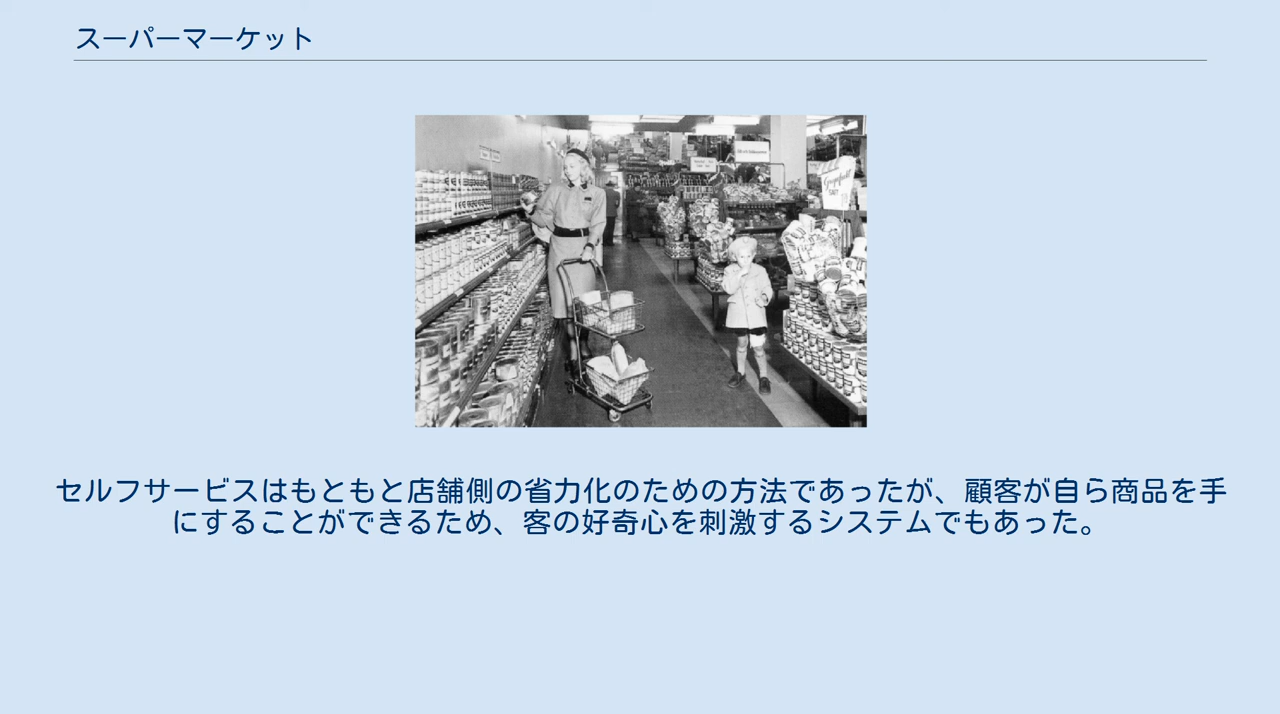 スーパーマーケット
セルフサービスはもともと店舗側の省力化のための方法であったが、顧客が自ら商品を手
にすることができるため、客の好奇心を刺激するシステムでもあった。